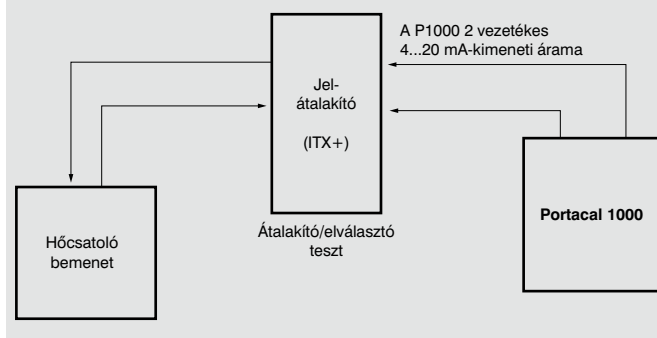 A P1000 2 vezetékes
4...20 mA-kimeneti árama
Jel-
átalakító
(ITX+)
Portacal 1000
Hőcsatoló
bemenet
Átalakító/elválasztó
teszt